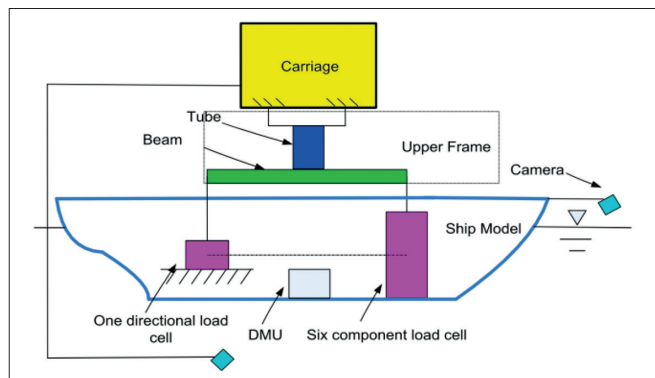 Carriage
Tube
Beam
Upper Frame
Camera
Ship Model
One directional load
cell
DMU
Six component load cell